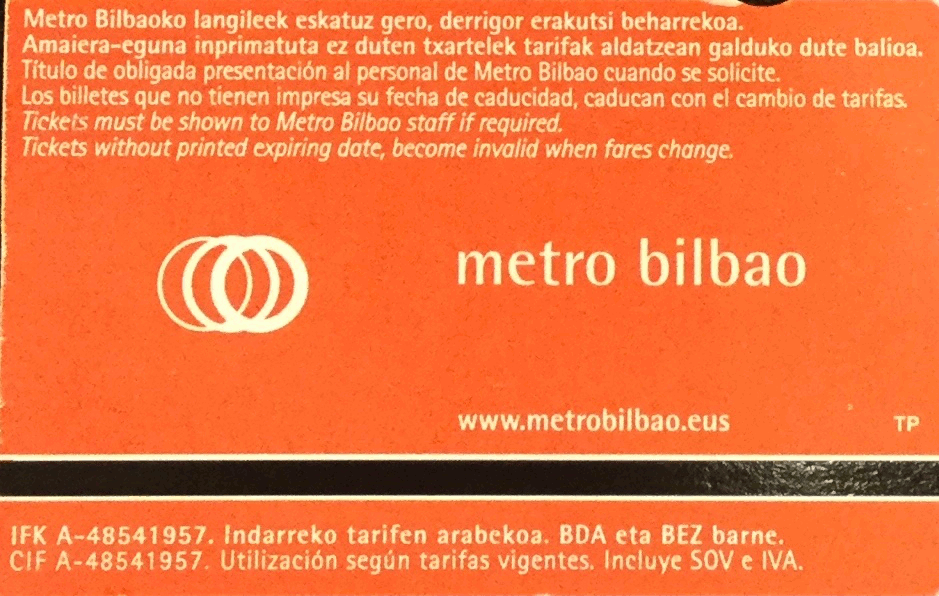 Metro Bilbaoko langileek eskatuz gero, derrigor erakutsi beharrekoa.
Amaiera-eguna inprimatuta ez duten txartelek tarifak aldatzean galduko dute balioa.
Título de obligada presentación al personal de Metro Bilbao cuando se solicite.
Los billetes que no tienen impresa su fecha de caducidad, caducan con el cambio de tarifas.
Tickets must be shown to Metro Bilbao staff if required.
Tickets without printed expiring date, become invalid when fares change.
metro bilbao
www.metrobilbao.eus
TP
IFK A-48541957. Indarreko tarifen arabekoa. BDA eta BEZ barne.
CIF A-48541957. Utilización según tarifas vigentes. Incluye SOV e IVA.